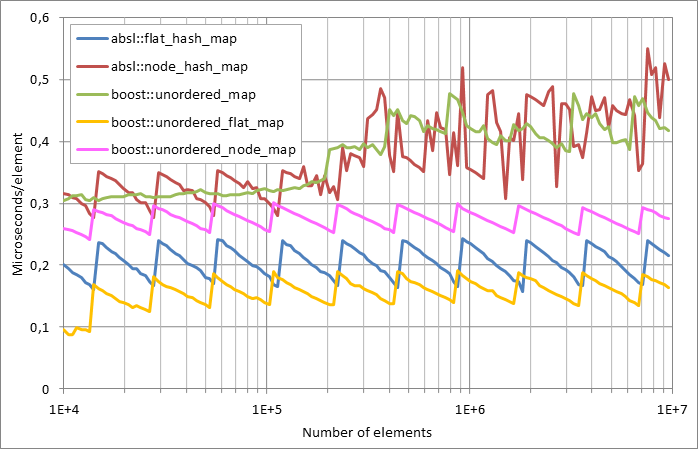 0,6
absl::flat_hash_map
absl::node_hash_map
boost::unordered_map
boost::unordered_flat_map
boost::unordered_node_map
0,5
0,4
0,3
0,2
0,1
0
Microseconds/element
1E+4
1E+5
1E+6
1E+7
Number of elements